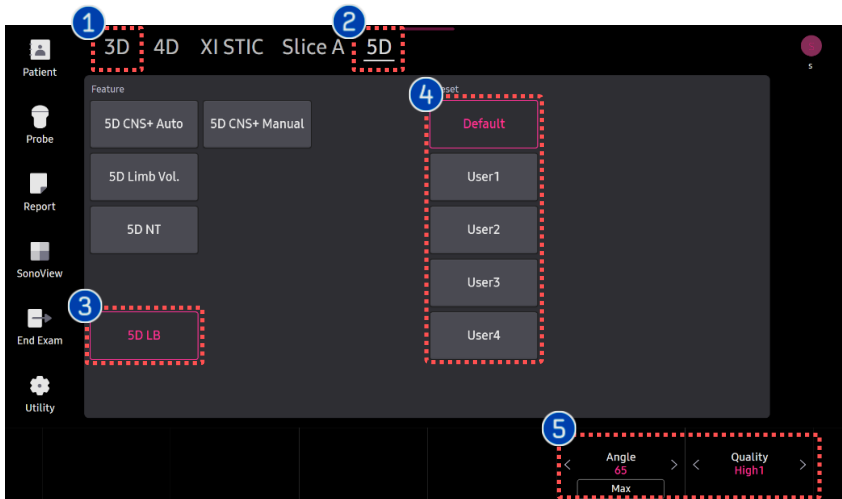 1
2
3D 4D XI STIC Slice A 5D
Patient
s
Feature
4
eset
5D CNS+ Auto 5D CNS+ Manual
Default
Probe
5D Limb Vol.
User1
Report
5D NT
User2
SonoView
User3
3
End Exam
5D LB
User4
Utility
5
Angle
65
Max
Quality
High1